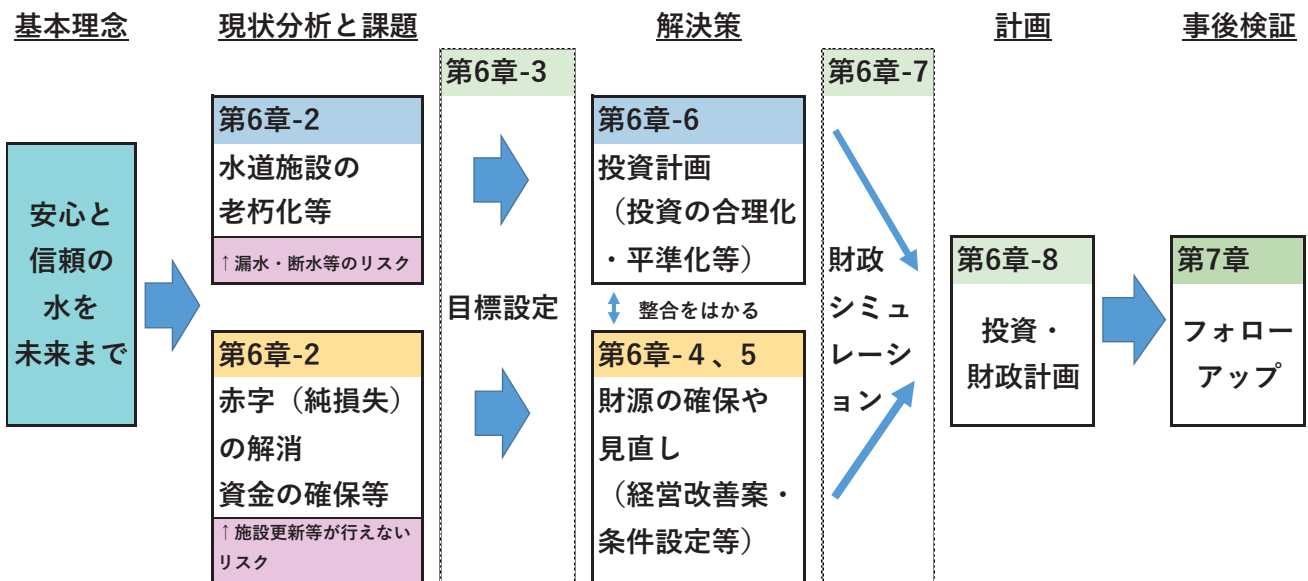 基本理念
現状分析と課題
解決策
計画
事後検証
安心と
信頼の
水を
未来まで
第6章-2
水道施設の
老朽化等
↑漏水・断水等のリスク
第6章-2
赤字（純損失）
の解消
資金の確保等
↑施設更新等が行えない
リスク
第6章-3
目標設定
第6章-6
投資計画
（投資の合理化
・平準化等）
整合をはかる
第6章-４、5
財源の確保や
見直し
（経営改善案・
条件設定等）
第6章-7
財政
シミュ
レーシ
ョン
第6章-8
投資・
財政計画
第7章
フォロー
アップ